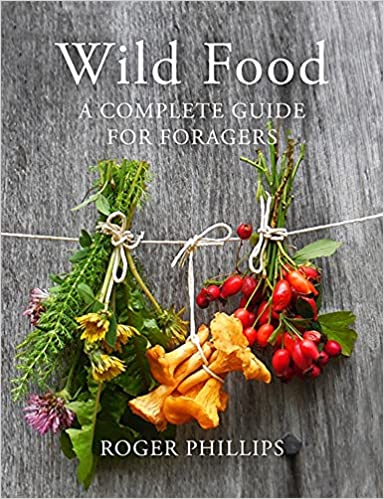 Wild Food
A COMPLETE GUIDE
FOR FORAGERS
ROGER PHILLIPS